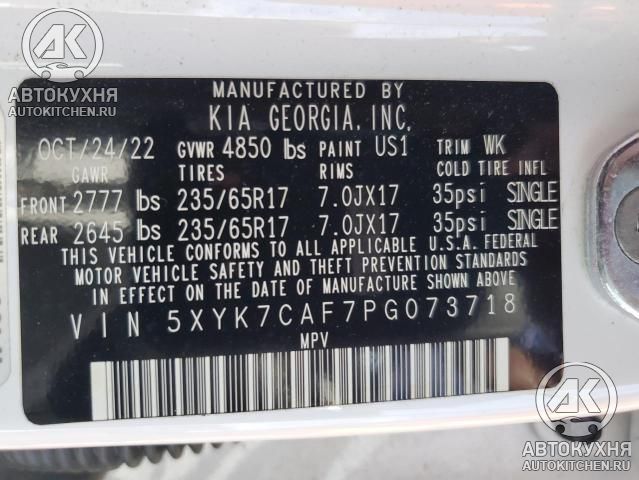 AK
АВТОКУХНЯ
AUTOKITCHEN.RU
MANUFACTURED BY
KIA GEORGIA, INC.
OCT/24/22 GVWR 4850 lbs PAINT US1 TRIM WK
GAWR TIRES RIMS COLD TIRE INFL
FRONT 2777 lbs 235/65R17 7.0JX17 35psi SINGLE
REAR 2645 lbs 235/65R17 7.0JX17 35psi SINGLE
THIS VEHICLE CONFORMS TO ALL APPLICABLE U.S.A. FEDERAL
MOTOR VEHICLE SAFETY AND THEFT PREVENTION STANDARDS
IN EFFECT ON THE DATE OF MANUFACTURE SHOWN ABOVE.
VIN 5XYK7CAF7PG073718
MPV
AK
АВТОКУХНЯ
AUTOKITCHEN.RU